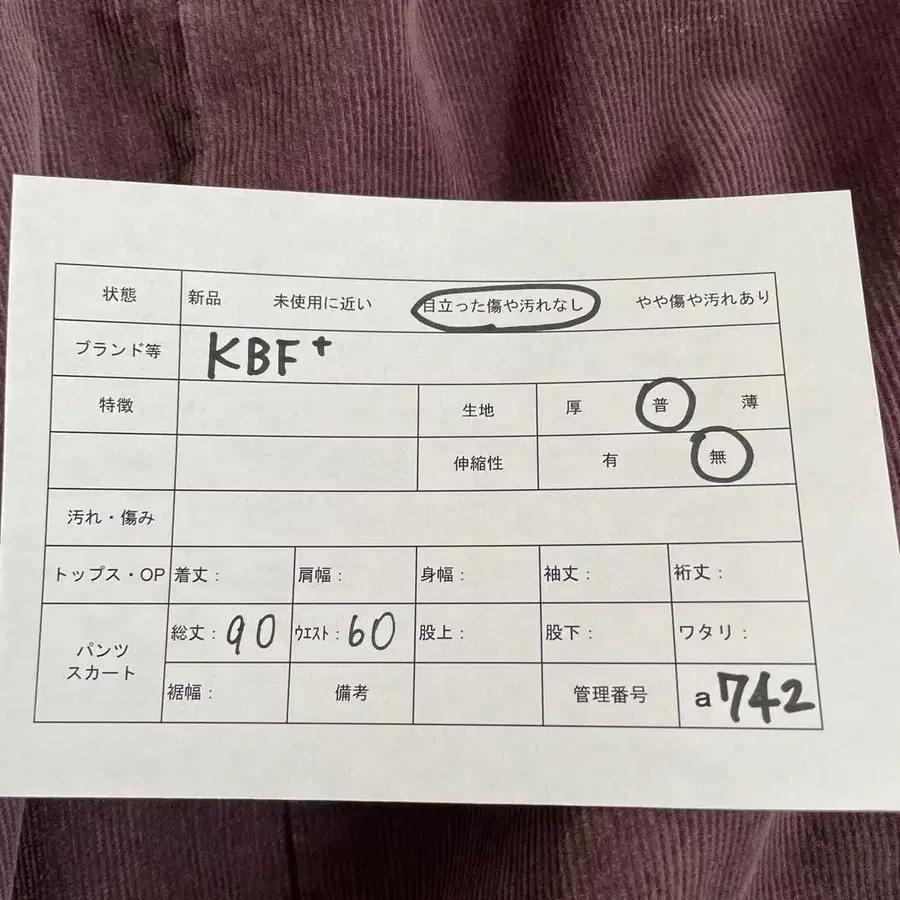 状態 新品 未使用に近い 目立った傷や汚れなし やや傷や汚れあり
ブランド等 KBF+
特徴 生地 厚 普 薄
伸縮性 有 無
汚れ・傷み
トップス・OP 着丈： 肩幅： 身幅： 袖丈： 裄丈：
パンツ スカート 総丈：90 ウエスト：60 股上： 股下： ワタリ：
裾幅： 備考 管理番号 a742